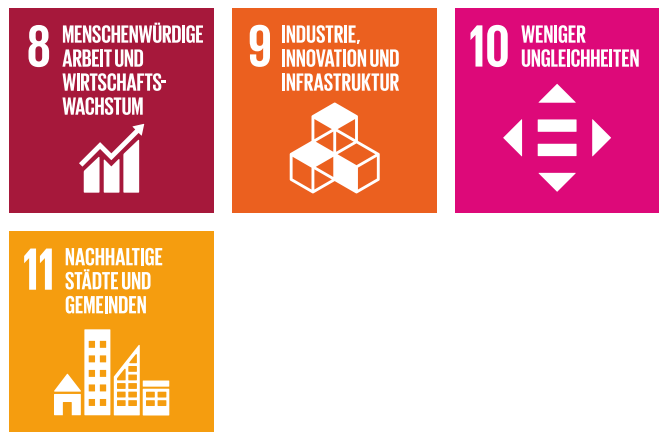 8 MENSCHENWÜRDIGE
ARBEIT UND
WIRTSCHAFTS-
WACHSTUM
9 INDUSTRIE,
INNOVATION UND
INFRASTRUKTUR
10 WENIGER
UNGLEICHHEITEN
11 NACHHALTIGE
STÄDTE UND
GEMEINDEN